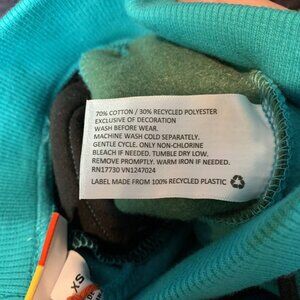 70% COTTON / 30% RECYCLED POLYESTER
EXCLUSIVE OF DECORATION
WASH BEFORE WEAR.
MACHINE WASH COLD SEPARATELY.
GENTLE CYCLE. ONLY NON-CHLORINE
BLEACH IF NEEDED. TUMBLE DRY LOW.
REMOVE PROMPTLY. WARM IRON IF NEEDED.
RN17730 VN1247024
LABEL MADE FROM 100% RECYCLED PLASTIC
XS